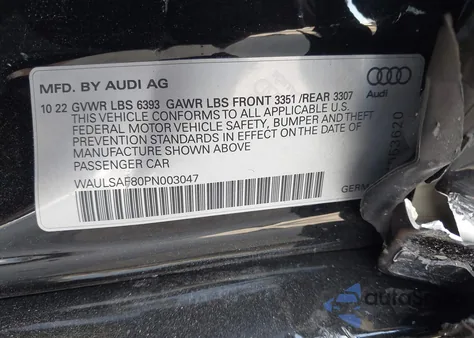 MFD. BY AUDI AG
10 22 GVWR LBS 6393 GAWR LBS FRONT 3351 /REAR 3307
THIS VEHICLE CONFORMS TO ALL APPLICABLE U.S.
FEDERAL MOTOR VEHICLE SAFETY, BUMPER AND THEFT
PREVENTION STANDARDS IN EFFECT ON THE DATE OF
MANUFACTURE SHOWN ABOVE
PASSENGER CAR
WAULSAF80PN003047
Audi